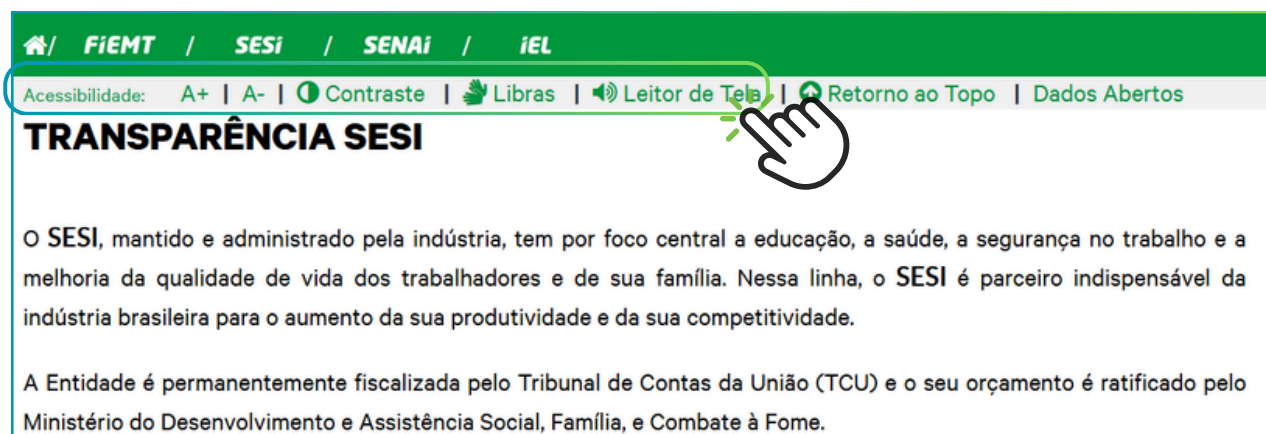 / FiEMT / SESi / SENAi / iEL
Acessibilidade: A+ | A- | Contraste | Libras | Leitor de Tela | Retorno ao Topo | Dados Abertos
TRANSPARÊNCIA SESI
O SESI, mantido e administrado pela indústria, tem por foco central a educação, a saúde, a segurança no trabalho e a
melhoria da qualidade de vida dos trabalhadores e de sua família. Nessa linha, o SESI é parceiro indispensável da
indústria brasileira para o aumento da sua produtividade e da sua competitividade.
A Entidade é permanentemente fiscalizada pelo Tribunal de Contas da União (TCU) e o seu orçamento é ratificado pelo
Ministério do Desenvolvimento e Assistência Social, Família, e Combate à Fome.